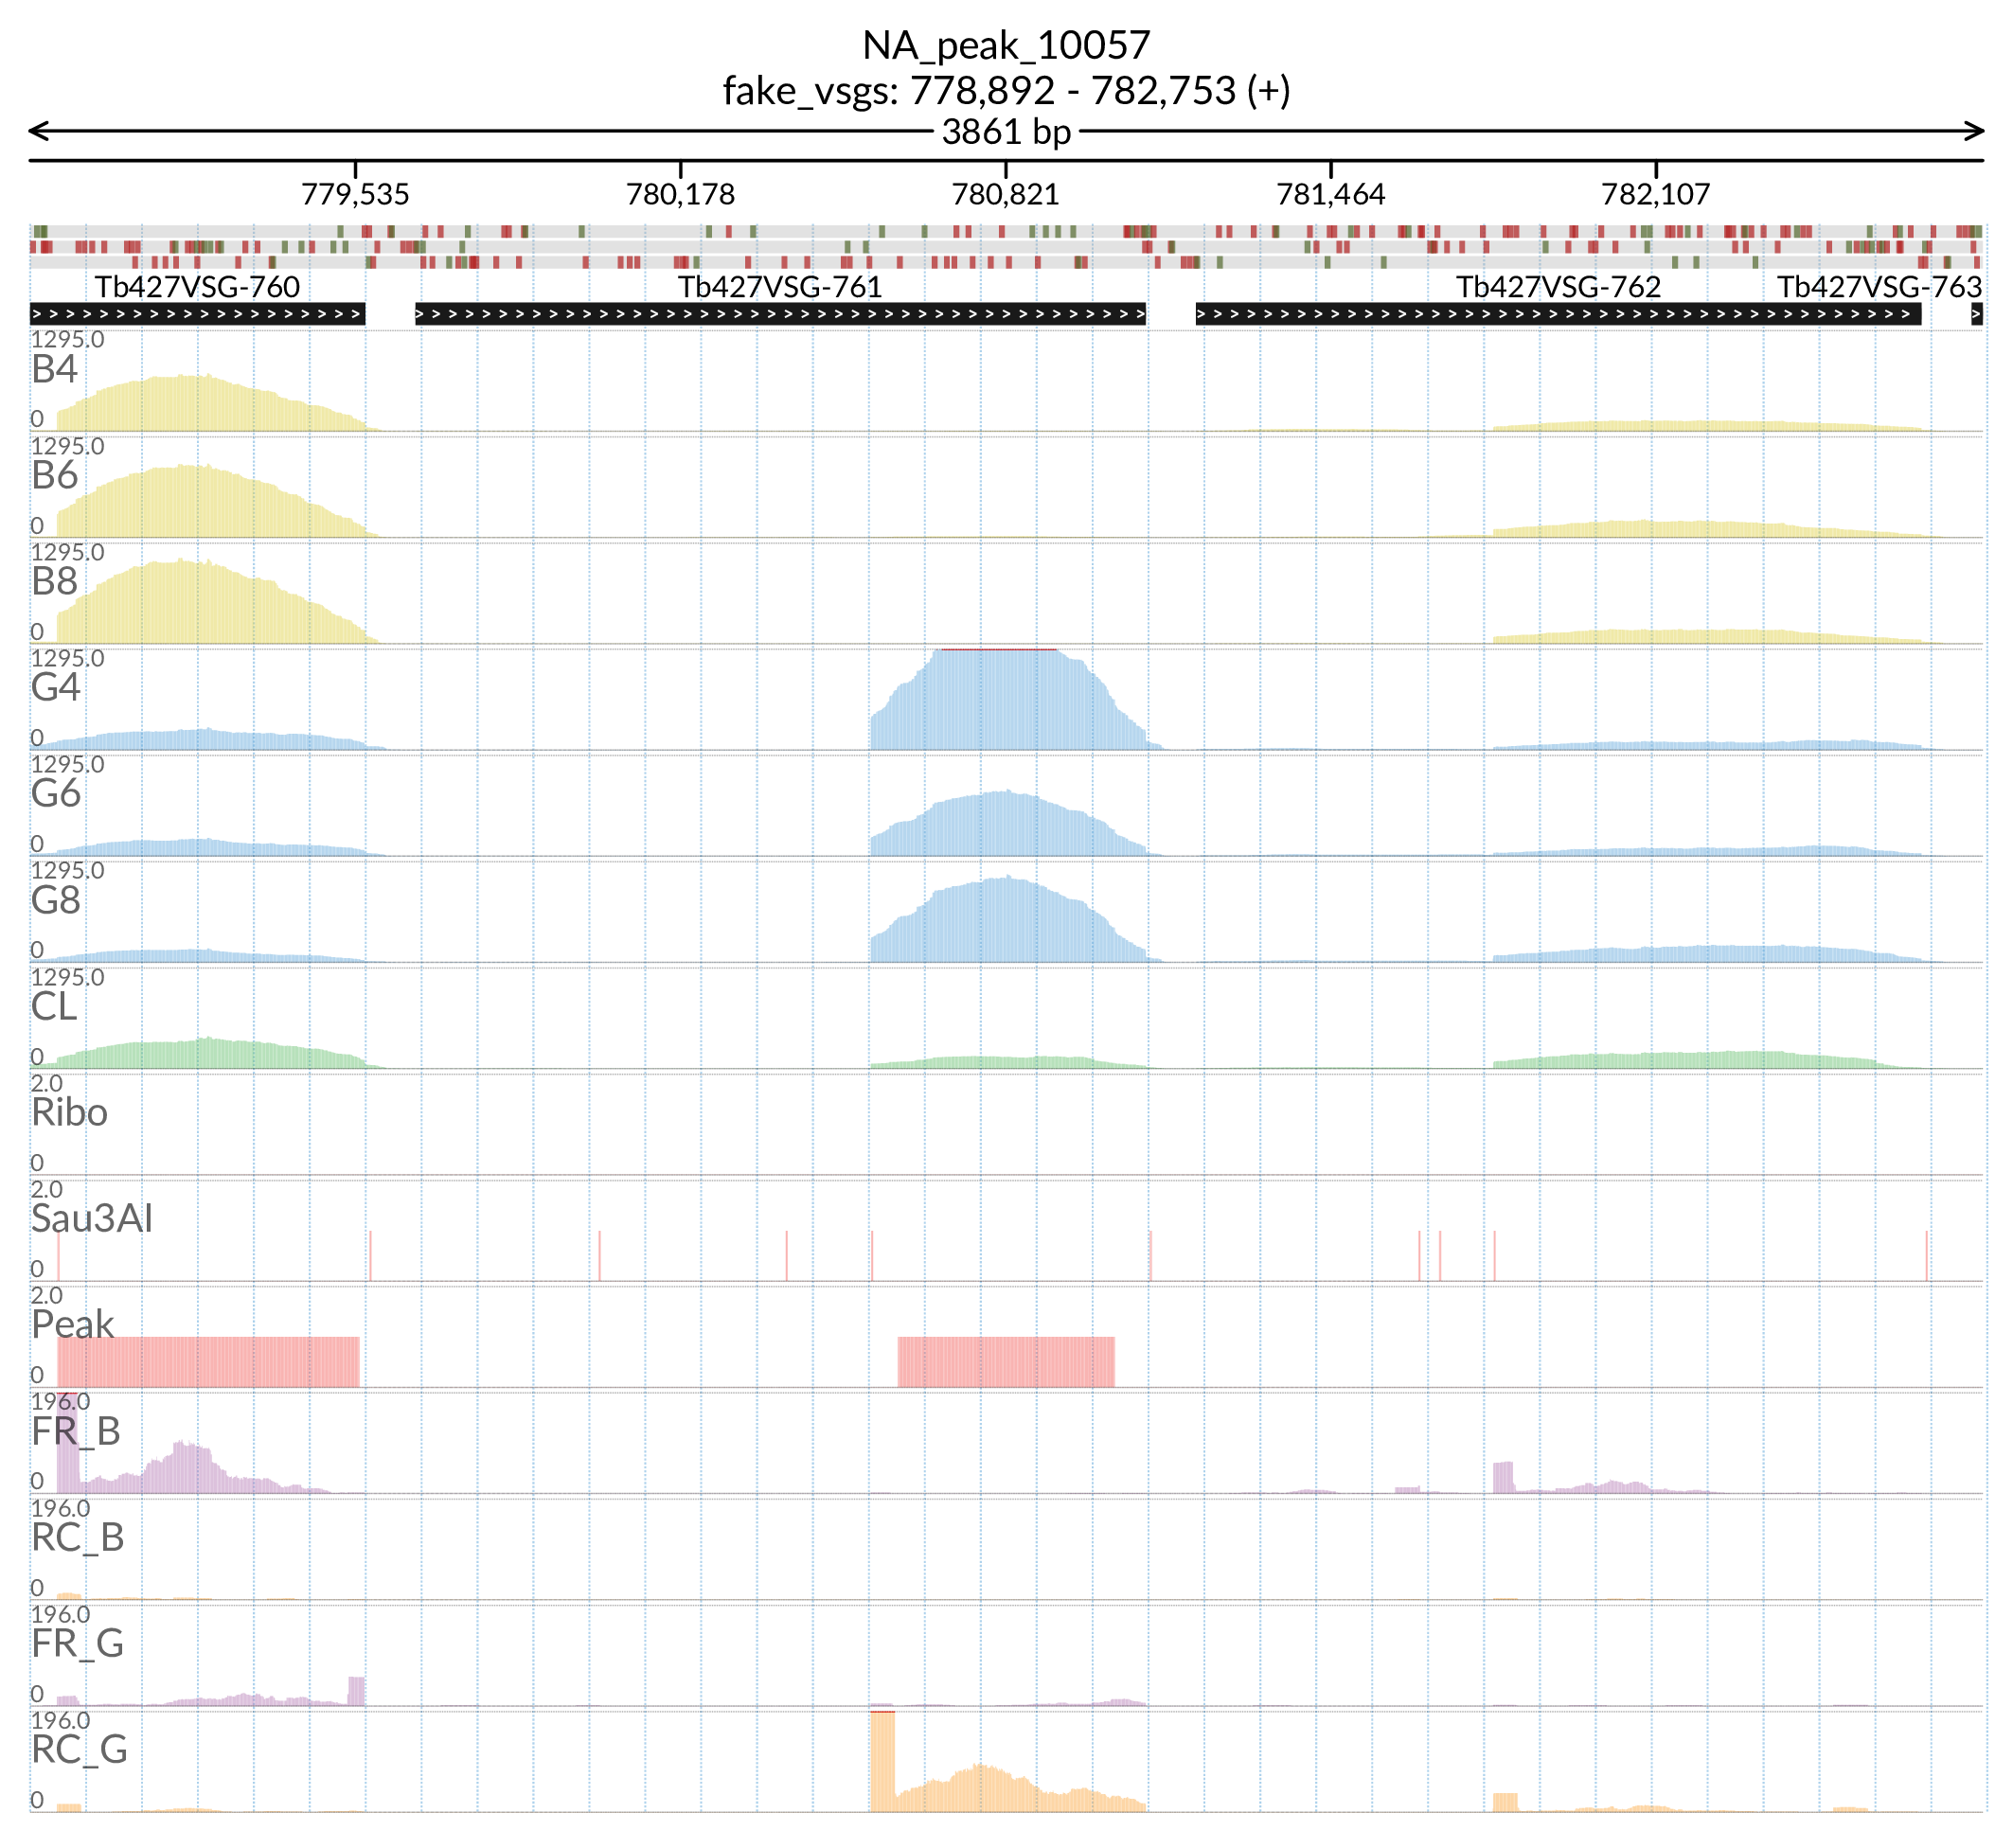 NA_peak_10057
fake_vsgs: 778,892 - 782,753 (+)
3861 bp
779,535 780,178 780,821 781,464 782,107
Tb427VSG-760 Tb427VSG-761 Tb427VSG-762 Tb427VSG-763
1295.0
B4
0
1295.0
B6
0
1295.0
B8
0
1295.0
G4
0
1295.0
G6
0
1295.0
G8
0
1295.0
CL
0
2.0
Ribo
0
2.0
Sau3AI
0
2.0
Peak
0
196.0
FR_B
0
196.0
RC_B
0
196.0
FR_G
0
196.0
RC_G
0